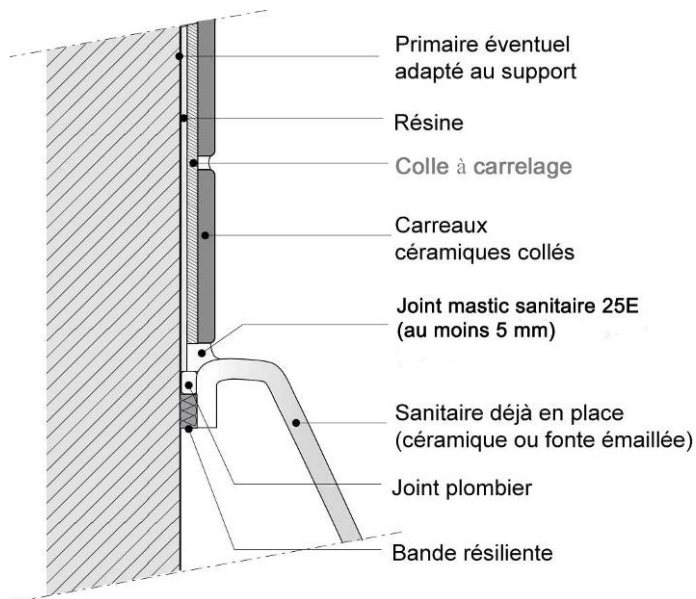 Primaire éventuel
adapté au support
Résine
Colle à carrelage
Carreaux
céramiques collés
Joint mastic sanitaire 25E
(au moins 5 mm)
Sanitaire déjà en place
(céramique ou fonte émaillée)
Joint plombier
Bande résiliente